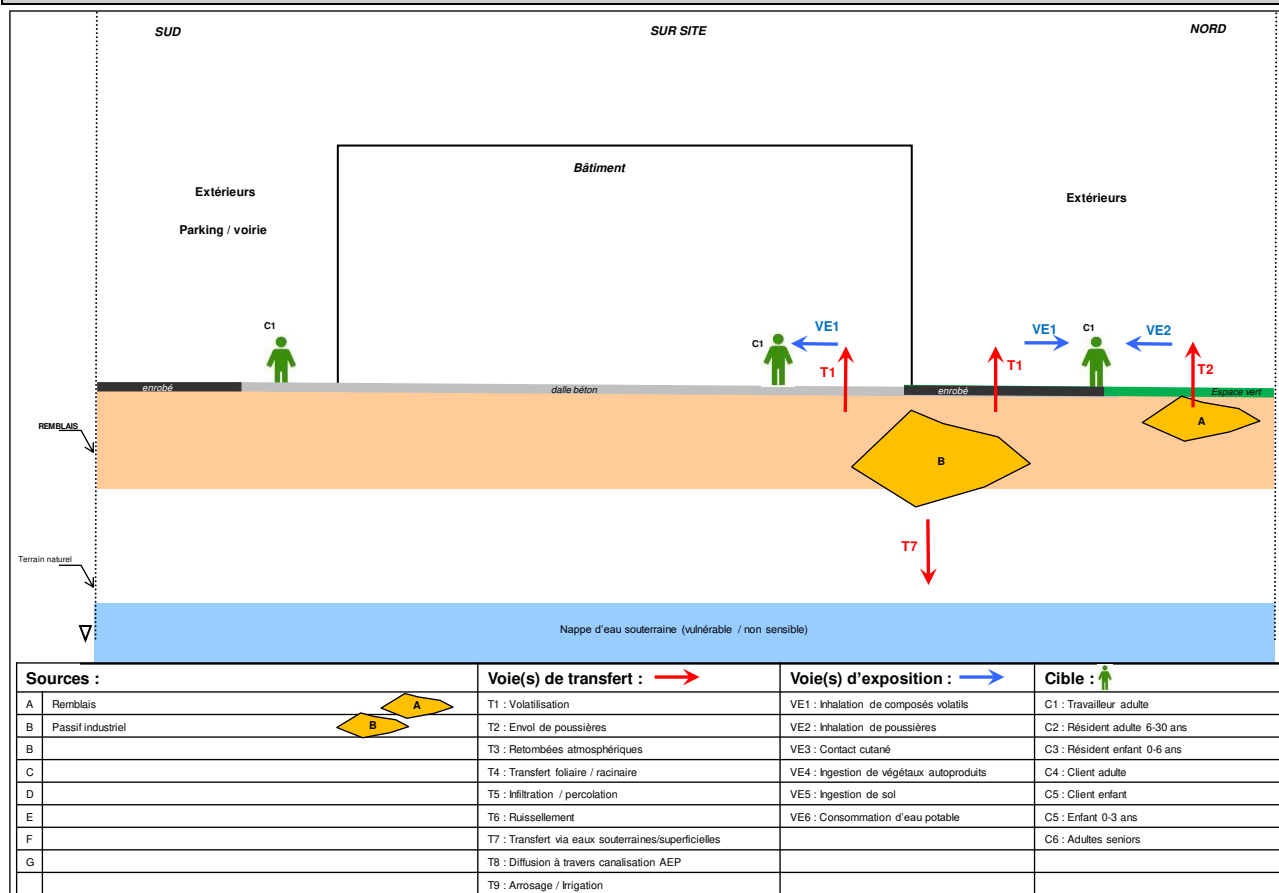 SUD SUR SITE NORD
Bâtiment
Extérieurs
Extérieurs
Parking / voirie
C1 VE1 VE1 C1 VE2
C1
T1 T1 T2
enrobé dalle béton enrobé Espace vert
A
REMBLAIS
B
T7
Terrain naturel
Nappe d'eau souterraine (vulnérable / non sensible)
Sources : Voie(s) de transfert : Voie(s) d'exposition : Cible :
A Remblais A T1 : Volatilisation VE1 : Inhalation de composés volatils C1 : Travailleur adulte
B Passif industriel B T2 : Envol de poussières VE2 : Inhalation de poussières C2 : Résident adulte 6-30 ans
B T3 : Retombées atmosphériques VE3 : Contact cutané C3 : Résident enfant 0-6 ans
C T4 : Transfert foliaire / racinaire VE4 : Ingestion de végétaux autoproduits C4 : Client adulte
D T5 : Infiltration / percolation VE5 : Ingestion de sol C5 : Client enfant
E T6 : Ruissellement VE6 : Consommation d'eau potable C5 : Enfant 0-3 ans
F T7 : Transfert via eaux souterraines/superficielles C6 : Adultes seniors
G T8 : Diffusion à travers canalisation AEP
T9 : Arrosage / Irrigation